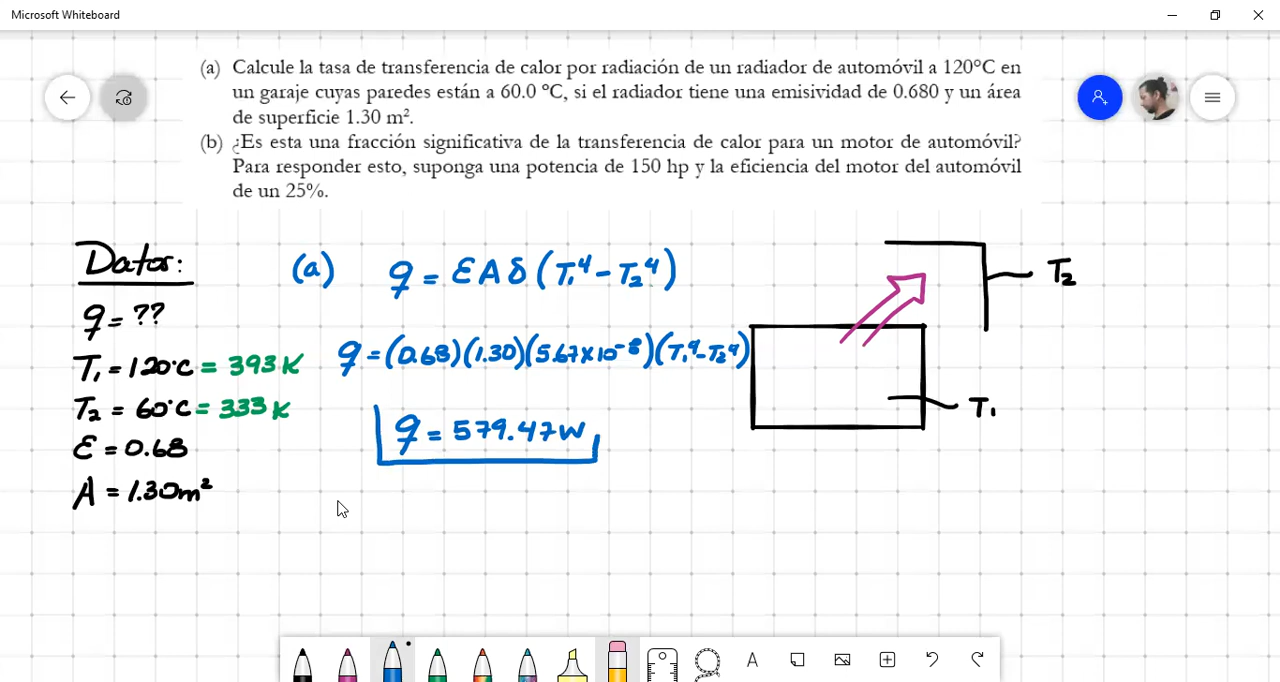 Microsoft Whiteboard
(a) Calcule la tasa de transferencia de calor por radiación de un radiador de automóvil a 120°C en
un garaje cuyas paredes están a 60.0 °C, si el radiador tiene una emisividad de 0.680 y un área
de superficie 1.30 m².
(b) ¿Es esta una fracción significativa de la transferencia de calor para un motor de automóvil?
Para responder esto, suponga una potencia de 150 hp y la eficiencia del motor del automóvil
de un 25%.
Datos:
q = ??
T₁ = 120°C = 393 K
T₂ = 60°C = 333 K
ε = 0.68
A = 1.30m²
(a) q = ε A δ (T₁⁴ - T₂⁴)
q = (0.68)(1.30)(5.67×10⁻⁸)(T₁⁴-T₂⁴)
q = 579.47W
T₂
T₁
A